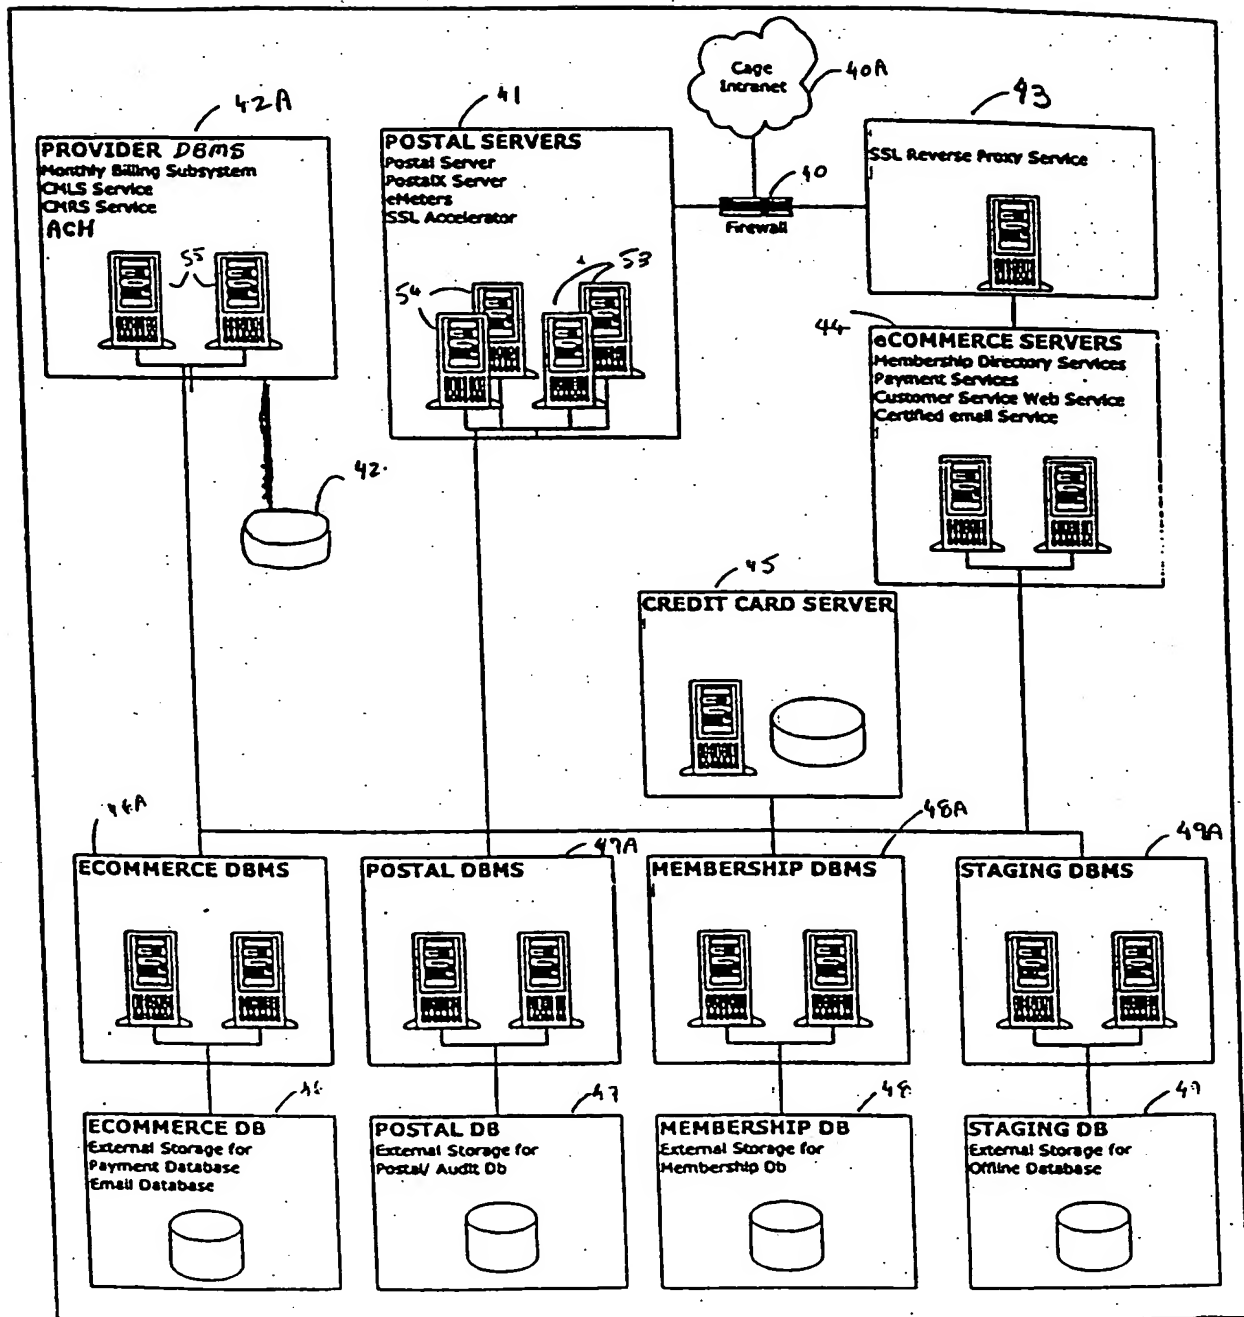 Cage
Intranet
40A
42A
41
43
PROVIDER DBMS
Monthly Billing Subsystem
CMLS Service
CMRS Service
ACH
55
POSTAL SERVERS
Postal Server
PostalX Server
eMeters
SSL Accelerator
54
53
40
Firewall
SSL Reverse Proxy Service
44
eCOMMERCE SERVERS
Membership Directory Services
Payment Services
Customer Service Web Service
Certified email Service
42
45
CREDIT CARD SERVER
ECOMMERCE DBMS
47A
POSTAL DBMS
48A
MEMBERSHIP DBMS
49A
STAGING DBMS
ECOMMERCE DB
External Storage for
Payment Database
Email Database
47
POSTAL DB
External Storage for
Postal/ Audit Db
48
MEMBERSHIP DB
External Storage for
Membership Db
STAGING DB
External Storage for
Offline Database